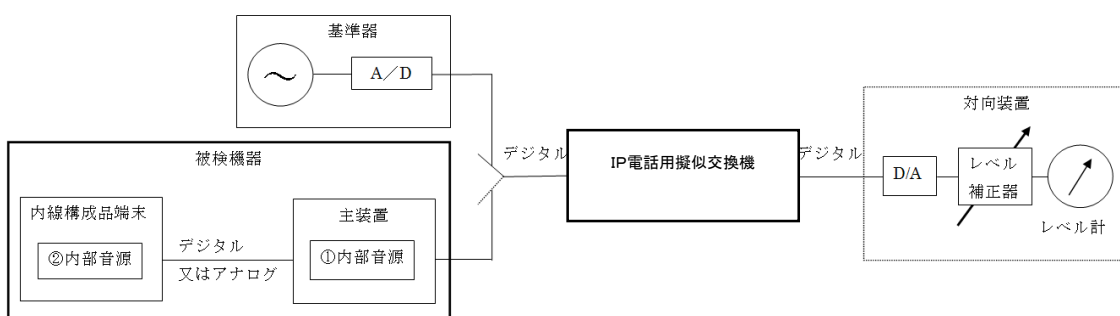 基準器
A／D
被検機器
内線構成品端末
②内部音源
デジタル
又はアナログ
主装置
①内部音源
デジタル
IP電話用擬似交換機
デジタル
対向装置
D/A
レベル
補正器
レベル計